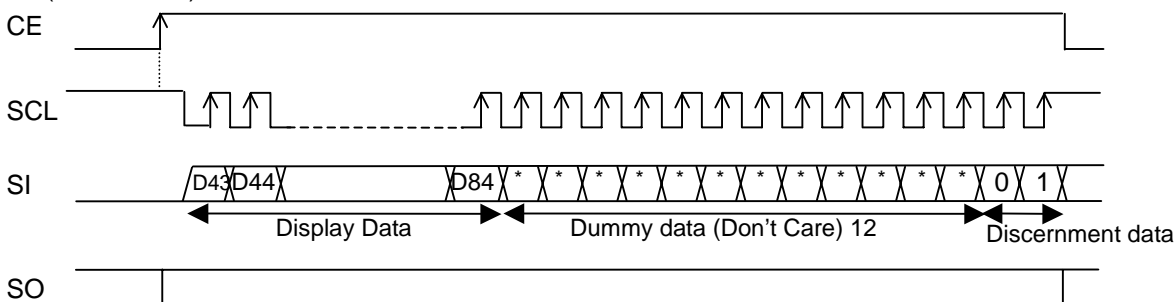 CE
SCL
SI D43 D44 D84 * * * * * * * * * * * * 0 1
Display Data Dummy data (Don't Care) 12 Discernment data
SO